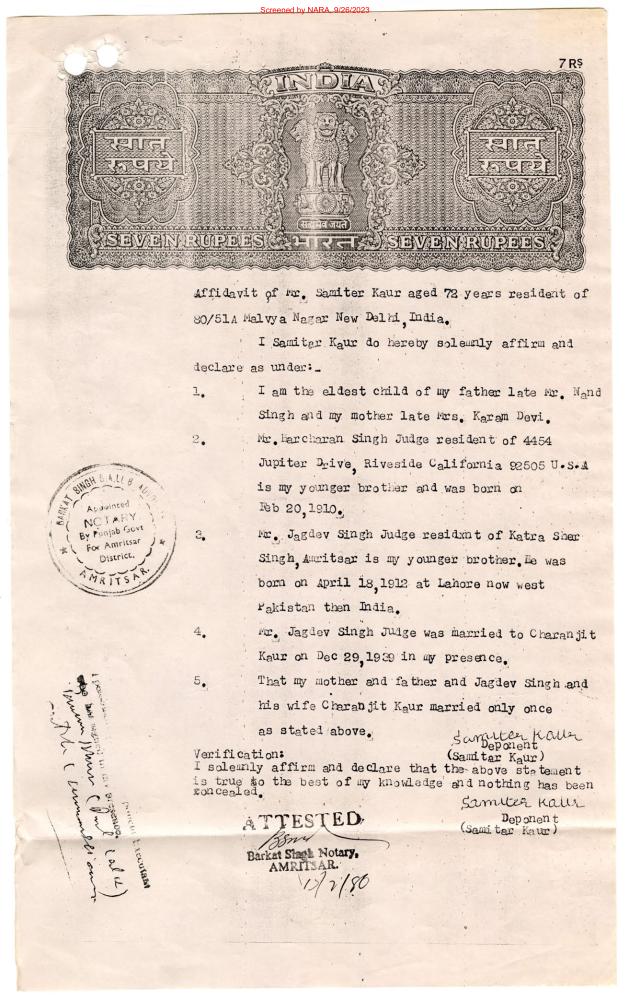 Screened by NARA, 9/26/2023
7 RS
INDIA
सात
रूपये
सात
रूपये
सत्यमेव जयते
SEVEN RUPEES भारत SEVEN RUPEES
Affidavit of Mr. Samiter Kaur aged 72 years resident of
80/51A Malvya Nagar New Delhi,India.
I Samitar Kaur do hereby solemnly affirm and
declare as under:-
1. I am the eldest child of my father late Mr. Nand
Singh and my mother late Mrs. Karam Devi.
2. Mr. Harcharan Singh Judge resident of 4454
Jupiter Drive, Riveside California 92505 U.S.A
is my younger brother and was born on
Feb 20,1910.
3. Mr. Jagdev Singh Judge residxnt of Katra Sher
Singh,Amritsar is my younger brother.He was
born on April 18,1912 at Lahore now west
Pakistan then India.
4. Mr. Jagdev Singh Judge was married to Charanjit
Kaur on Dec 29,1939 in my presence.
5. That my mother and father and Jagdev Singh and
his wife Charanjit Kaur married only once
as stated above.
Samiter Kaur
Deponent
(Samitar Kaur)
Verification:
I solemnly affirm and declare that the above statement
is true to the best of my knowledge and nothing has been
concealed.
Samiter Kaur
Deponent
(Samitar Kaur)
ATTESTED
Barkat Singh Notary,
AMRITSAR.
12/2/80
BARKAT SINGH B.A.LL.B.
Appointed
NOTARY
By Punjab Govt
For Amritsar
District.
AMRITSAR.